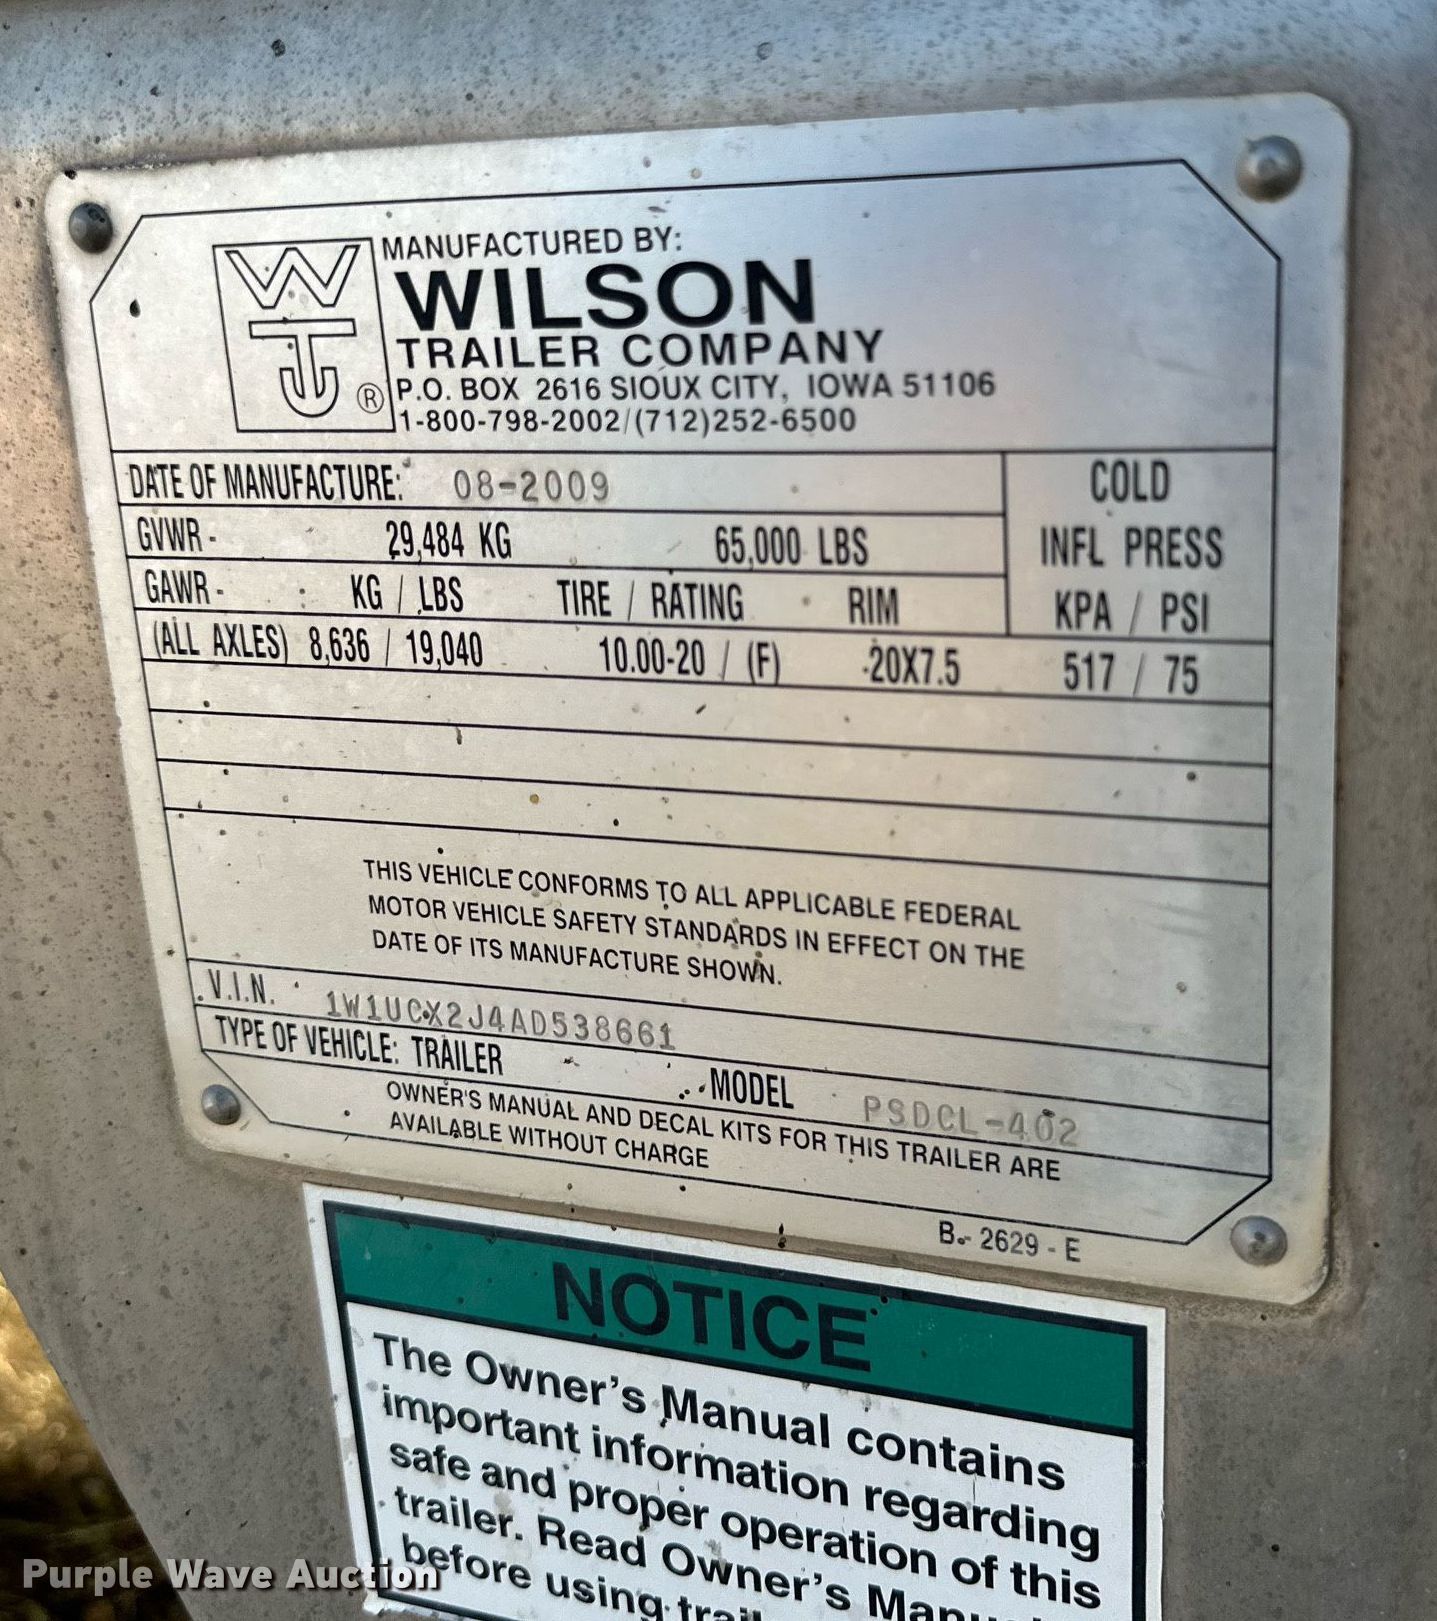 MANUFACTURED BY:
WILSON
TRAILER COMPANY
P.O. BOX 2616 SIOUX CITY, IOWA 51106
1-800-798-2002/(712)252-6500
WTJ ®
DATE OF MANUFACTURE: 08-2009
COLD
GVWR - 29,484 KG 65,000 LBS
INFL PRESS
GAWR - KG / LBS TIRE / RATING RIM
KPA / PSI
(ALL AXLES) 8,636 / 19,040 10.00-20 / (F) 20X7.5 517 / 75
THIS VEHICLE CONFORMS TO ALL APPLICABLE FEDERAL
MOTOR VEHICLE SAFETY STANDARDS IN EFFECT ON THE
DATE OF ITS MANUFACTURE SHOWN.
V.I.N. 1W1UCX2J4AD538661
TYPE OF VEHICLE: TRAILER MODEL PSDCL-402
OWNER'S MANUAL AND DECAL KITS FOR THIS TRAILER ARE
AVAILABLE WITHOUT CHARGE
B- 2629 - E
NOTICE
The Owner's Manual contains
important information regarding
safe and proper operation of this
trailer. Read Owner's
before using
Purple Wave Auction